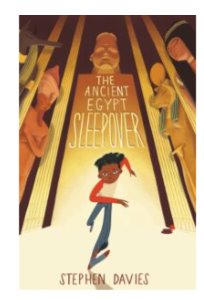 THE
ANCIENT
EGYPT
SLEEPOVER
STEPHEN DAVIES